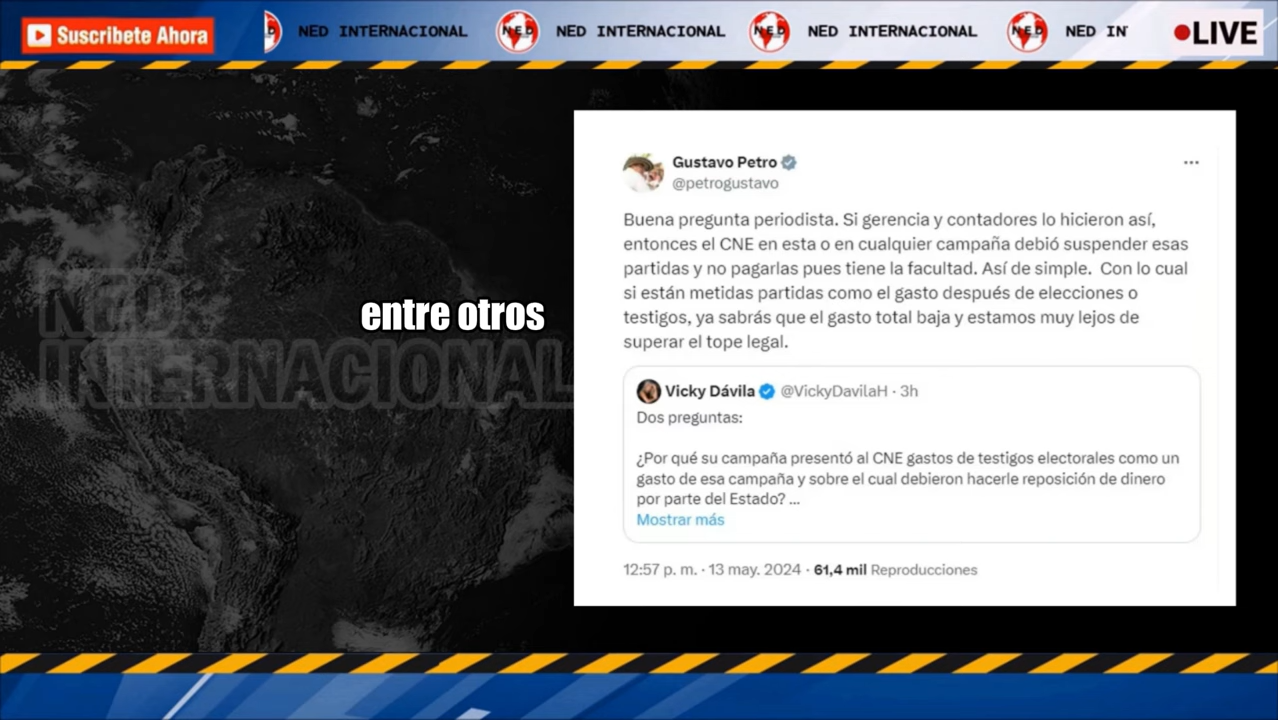 Suscribete Ahora
NED INTERNACIONAL
NED INTERNACIONAL
NED INTERNACIONAL
NED IN
LIVE
NED
INTERNACIONAL
entre otros
Gustavo Petro
@petrogustavo
Buena pregunta periodista. Si gerencia y contadores lo hicieron así,
entonces el CNE en esta o en cualquier campaña debió suspender esas
partidas y no pagarlas pues tiene la facultad. Así de simple. Con lo cual
si están metidas partidas como el gasto después de elecciones o
testigos, ya sabrás que el gasto total baja y estamos muy lejos de
superar el tope legal.
Vicky Dávila @VickyDavilaH · 3h
Dos preguntas:
¿Por qué su campaña presentó al CNE gastos de testigos electorales como un
gasto de esa campaña y sobre el cual debieron hacerle reposición de dinero
por parte del Estado? ...
Mostrar más
12:57 p. m. · 13 may. 2024 · 61,4 mil Reproducciones